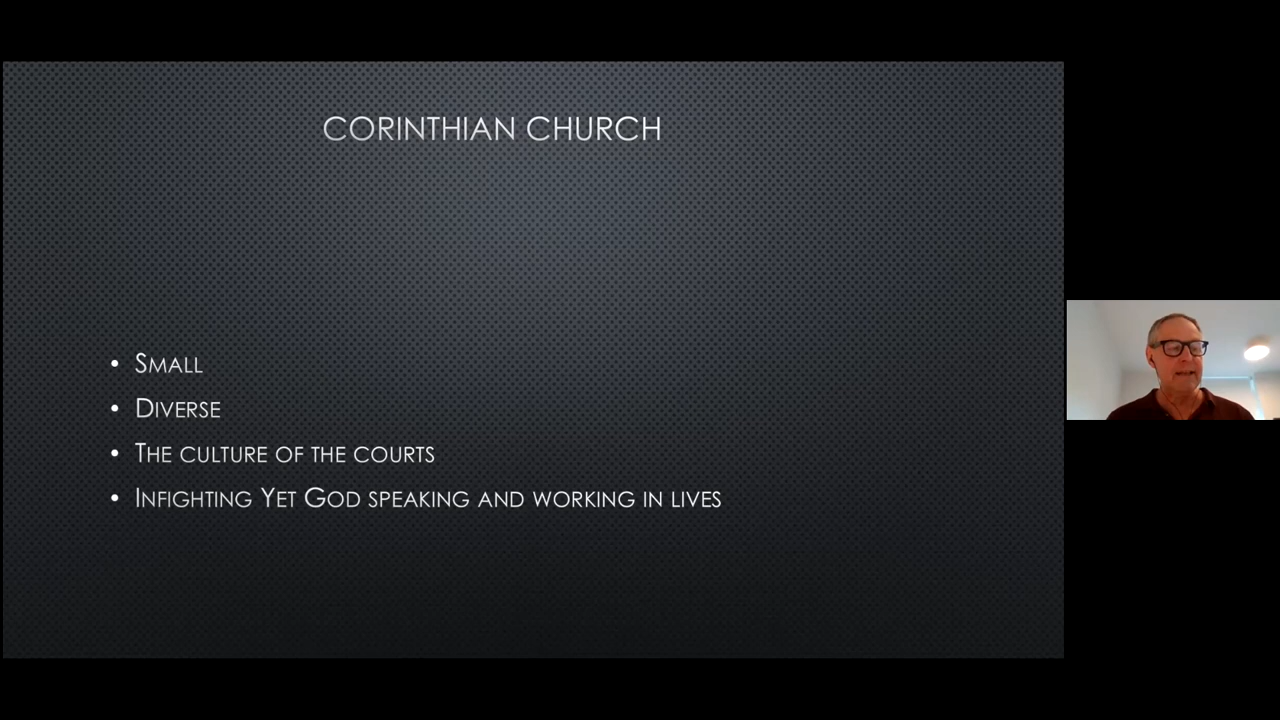 CORINTHIAN CHURCH
• SMALL
• DIVERSE
• THE CULTURE OF THE COURTS
• INFIGHTING YET GOD SPEAKING AND WORKING IN LIVES